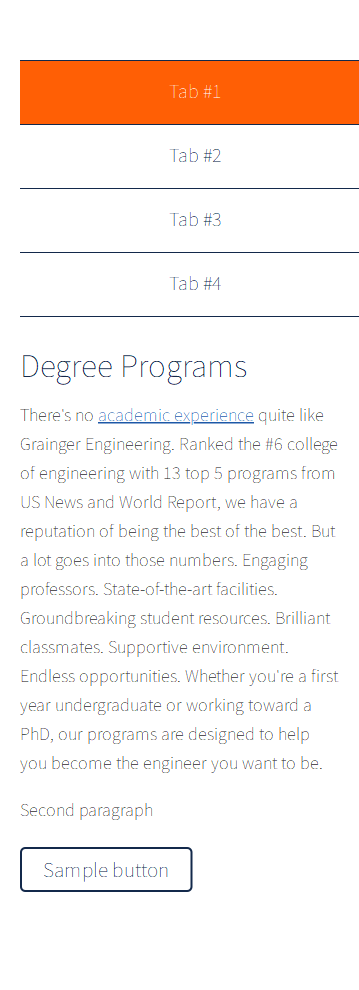 Tab #1
Tab #2
Tab #3
Tab #4
Degree Programs
There's no academic experience quite like
Grainger Engineering. Ranked the #6 college
of engineering with 13 top 5 programs from
US News and World Report, we have a
reputation of being the best of the best. But
a lot goes into those numbers. Engaging
professors. State-of-the-art facilities.
Groundbreaking student resources. Brilliant
classmates. Supportive environment.
Endless opportunities. Whether you're a first
year undergraduate or working toward a
PhD, our programs are designed to help
you become the engineer you want to be.
Second paragraph
Sample button